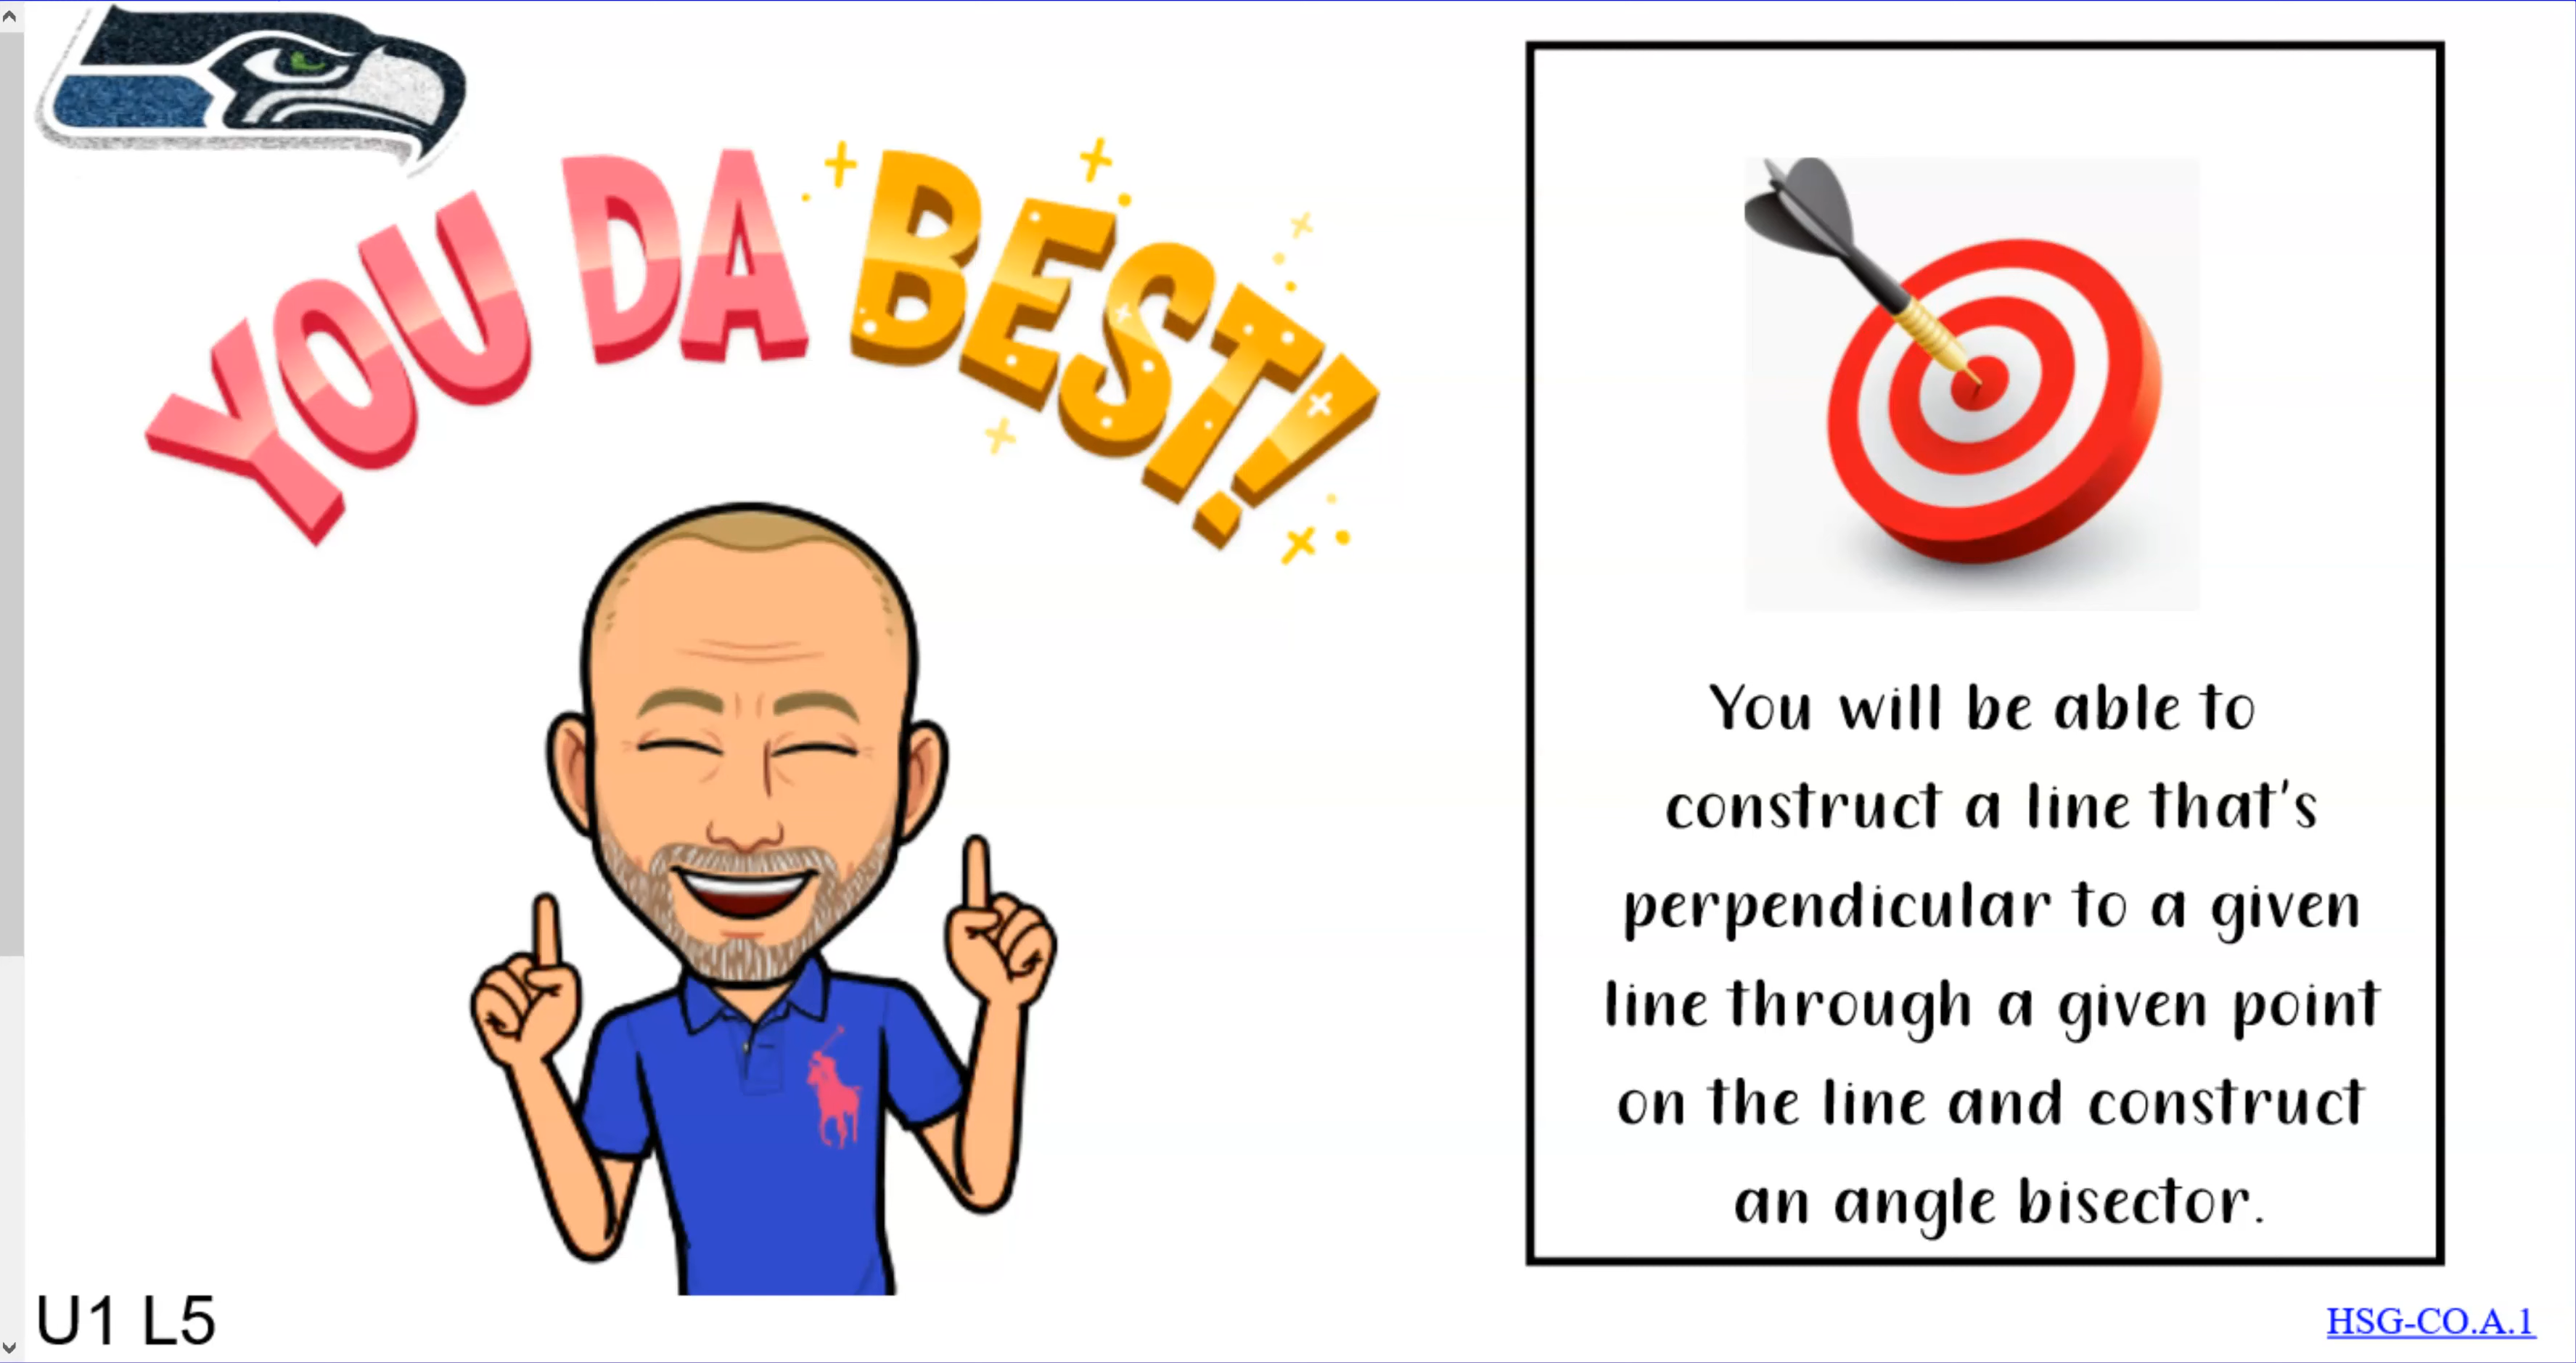 YOU DA BEST!
You will be able to
construct a line that's
perpendicular to a given
line through a given point
on the line and construct
an angle bisector.
U1 L5
HSG-CO.A.1